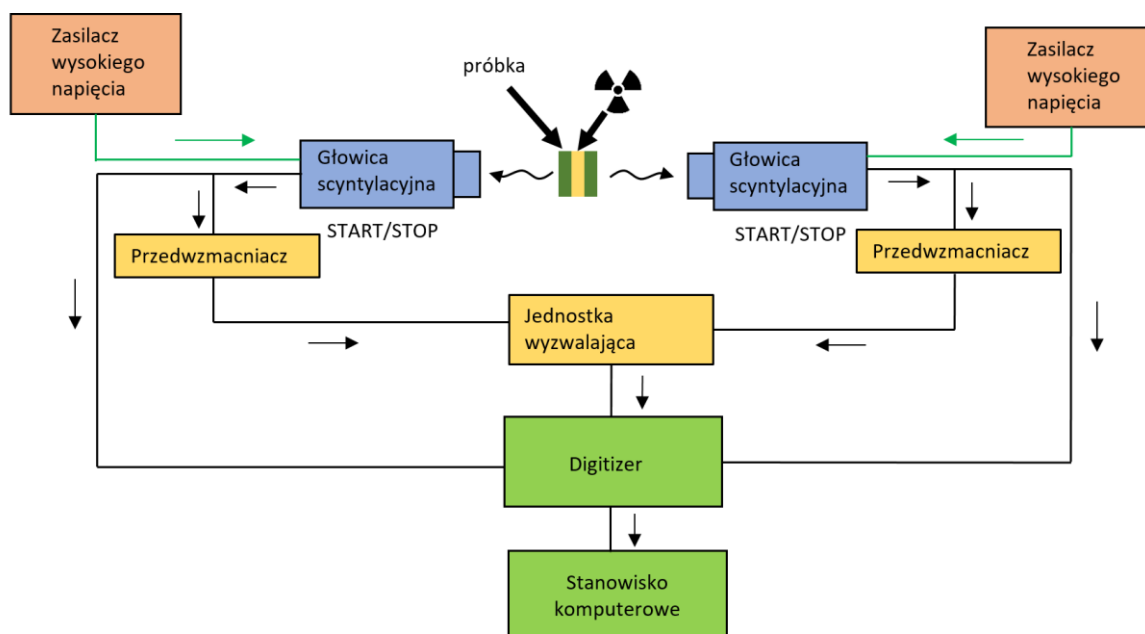 Zasilacz
wysokiego
napięcia
próbka
Zasilacz
wysokiego
napięcia
Głowica
scyntylacyjna
Głowica
scyntylacyjna
START/STOP
START/STOP
Przedwzmacniacz
Przedwzmacniacz
Jednostka
wyzwalająca
Digitizer
Stanowisko
komputerowe